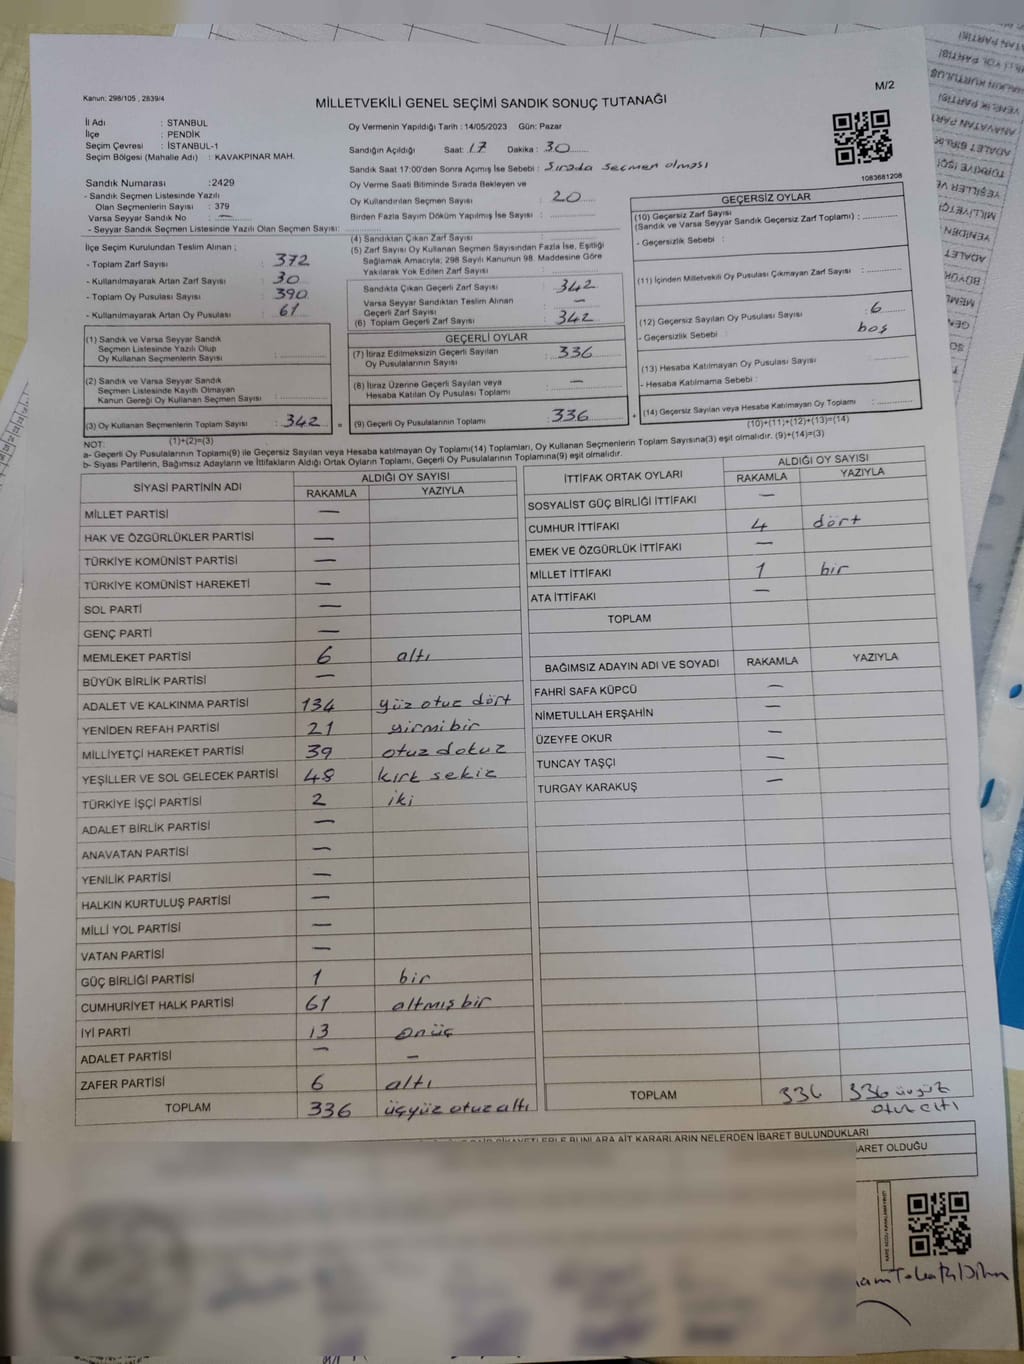 Kanun: 298/105 , 2839/4
M/2
MİLLETVEKİLİ GENEL SEÇİMİ SANDIK SONUÇ TUTANAĞI
İl Adı : STANBUL
İlçe : PENDİK
Seçim Çevresi : İSTANBUL-1
Seçim Bölgesi (Mahalle Adı) : KAVAKPINAR MAH.
Oy Vermenin Yapıldığı Tarih : 14/05/2023 Gün: Pazar
Sandığın Açıldığı Saat: 17 Dakika : 30
Sandık Saat 17:00'den Sonra Açımış İse Sebebi : Sırada seçmen olması
Oy Verme Saati Bitiminde Sırada Bekleyen ve
Oy Kullandırılan Seçmen Sayısı : 20
Birden Fazla Sayım Döküm Yapılmış İse Sayısı :
1083681208
Sandık Numarası :2429
- Sandık Seçmen Listesinde Yazılı
Olan Seçmenlerin Sayısı : 379
Varsa Seyyar Sandık No : —
- Seyyar Sandık Seçmen Listesinde Yazılı Olan Seçmen Sayısı:
İlçe Seçim Kurulundan Teslim Alınan ;
- Toplam Zarf Sayısı : 372
- Kullanılmayarak Artan Zarf Sayısı : 30
- Toplam Oy Pusulası Sayısı : 390
- Kullanılmayarak Artan Oy Pusulası : 61
(1) Sandık ve Varsa Seyyar Sandık
Seçmen Listesinde Yazılı Olup
Oy Kullanan Seçmenlerin Sayısı :
(2) Sandık ve Varsa Seyyar Sandık
Seçmen Listesinde Kayıtlı Olmayan
Kanun Gereği Oy Kullanan Seçmen Sayısı :
(3) Oy Kullanan Seçmenlerin Toplam Sayısı : 342 =
(1)+(2)=(3)
(4) Sandıktan Çıkan Zarf Sayısı :
(5) Zarf Sayısı Oy Kullanan Seçmen Sayısından Fazla İse, Eşitliği
Sağlamak Amacıyla; 298 Sayılı Kanunun 98. Maddesine Göre
Yakılarak Yok Edilen Zarf Sayısı :
Sandıkta Çıkan Geçerli Zarf Sayısı : 342
Varsa Seyyar Sandıktan Teslim Alınan
Geçerli Zarf Sayısı : —
(6) Toplam Geçerli Zarf Sayısı : 342
GEÇERLİ OYLAR
(7) İtiraz Edilmeksizin Geçerli Sayılan
Oy Pusulalarının Sayısı : 336
(8) İtiraz Üzerine Geçerli Sayılan veya
Hesaba Katılan Oy Pusulası Toplamı : —
(9) Geçerli Oy Pusulalarının Toplamı : 336 +
GEÇERSİZ OYLAR
(10) Geçersiz Zarf Sayısı
(Sandık ve Varsa Seyyar Sandık Geçersiz Zarf Toplamı) :
- Geçersizlik Sebebi :
(11) İçinden Milletvekili Oy Pusulası Çıkmayan Zarf Sayısı :
(12) Geçersiz Sayılan Oy Pusulası Sayısı : 6
- Geçersizlik Sebebi : boş
(13) Hesaba Katılmayan Oy Pusulası Sayısı :
- Hesaba Katılmama Sebebi :
(14) Geçersiz Sayılan veya Hesaba Katılmayan Oy Toplamı :
(10)+(11)+(12)+(13)=(14)
NOT:
a- Geçerli Oy Pusulalarının Toplamı(9) ile Geçersiz Sayılan veya Hesaba katılmayan Oy Toplamı(14) Toplamları, Oy Kullanan Seçmenlerin Toplam Sayısına(3) eşit olmalıdır. (9)+(14)=(3)
b- Siyasi Partilerin, Bağımsız Adayların ve İttifakların Aldığı Ortak Oyların Toplamı, Geçerli Oy Pusulalarının Toplamına(9) eşit olmalıdır.
SİYASİ PARTİNİN ADI
ALDIĞI OY SAYISI
RAKAMLA YAZIYLA
MİLLET PARTİSİ —
HAK VE ÖZGÜRLÜKLER PARTİSİ —
TÜRKİYE KOMÜNİST PARTİSİ —
TÜRKİYE KOMÜNİST HAREKETİ —
SOL PARTİ —
GENÇ PARTİ —
MEMLEKET PARTİSİ 6 altı
BÜYÜK BİRLİK PARTİSİ —
ADALET VE KALKINMA PARTİSİ 134 yüz otuz dört
YENİDEN REFAH PARTİSİ 21 yirmi bir
MİLLİYETÇİ HAREKET PARTİSİ 39 otuz dokuz
YEŞİLLER VE SOL GELECEK PARTİSİ 48 kırk sekiz
TÜRKİYE İŞÇİ PARTİSİ 2 iki
ADALET BİRLİK PARTİSİ —
ANAVATAN PARTİSİ —
YENİLİK PARTİSİ —
HALKIN KURTULUŞ PARTİSİ —
MİLLİ YOL PARTİSİ —
VATAN PARTİSİ —
GÜÇ BİRLİĞİ PARTİSİ 1 bir
CUMHURİYET HALK PARTİSİ 61 altmış bir
İYİ PARTİ 13 onüç
ADALET PARTİSİ — —
ZAFER PARTİSİ 6 altı
TOPLAM 336 üçyüz otuz altı
İTTİFAK ORTAK OYLARI
ALDIĞI OY SAYISI
RAKAMLA YAZIYLA
SOSYALİST GÜÇ BİRLİĞİ İTTİFAKI —
CUMHUR İTTİFAKI 4 dört
EMEK VE ÖZGÜRLÜK İTTİFAKI —
MİLLET İTTİFAKI 1 bir
ATA İTTİFAKI —
TOPLAM
BAĞIMSIZ ADAYIN ADI VE SOYADI RAKAMLA YAZIYLA
FAHRİ SAFA KÜPCÜ —
NİMETULLAH ERŞAHİN —
ÜZEYFE OKUR —
TUNCAY TAŞÇI —
TURGAY KARAKUŞ —
TOPLAM 336 336 üçyüz
otuz altı
BUNLARA AİT KARARLARIN NELERDEN İBARET BULUNDUKLARI
BARET OLDUĞU